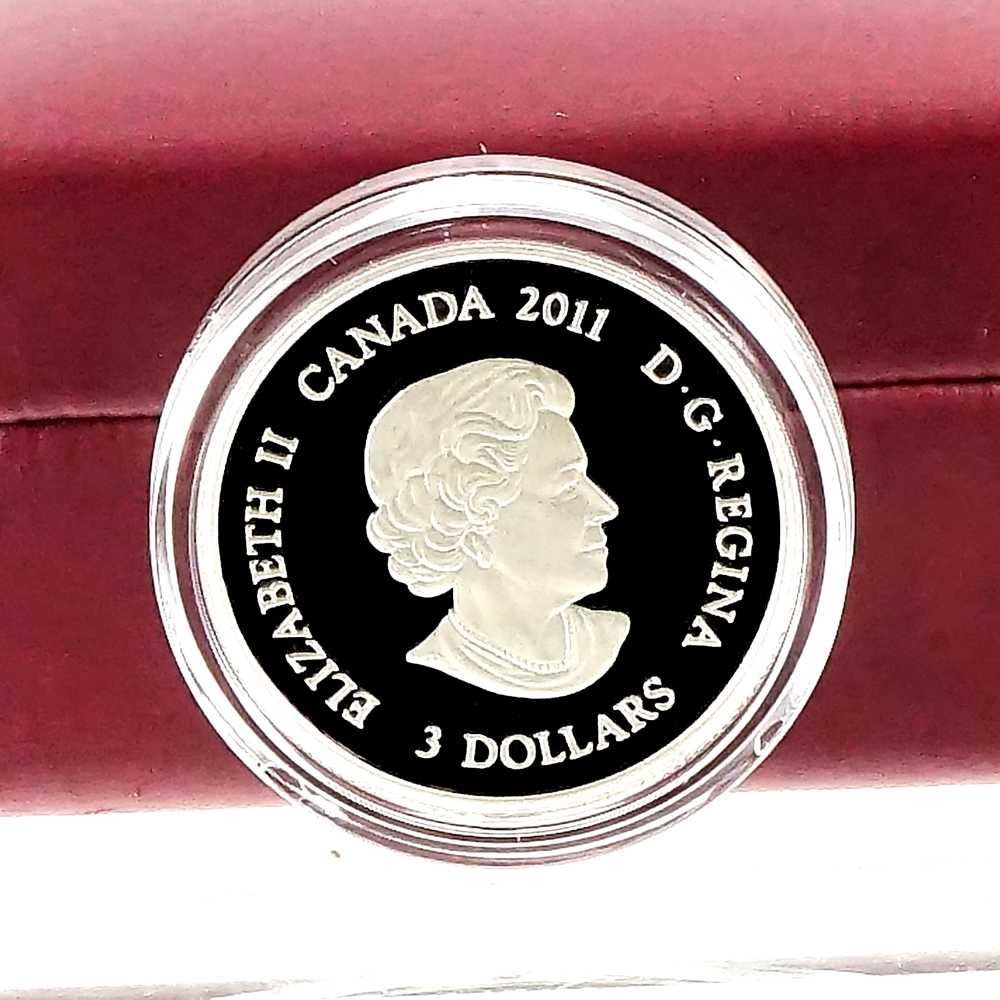 ELIZABETH II CANADA 2011 D·G·REGINA
3 DOLLARS